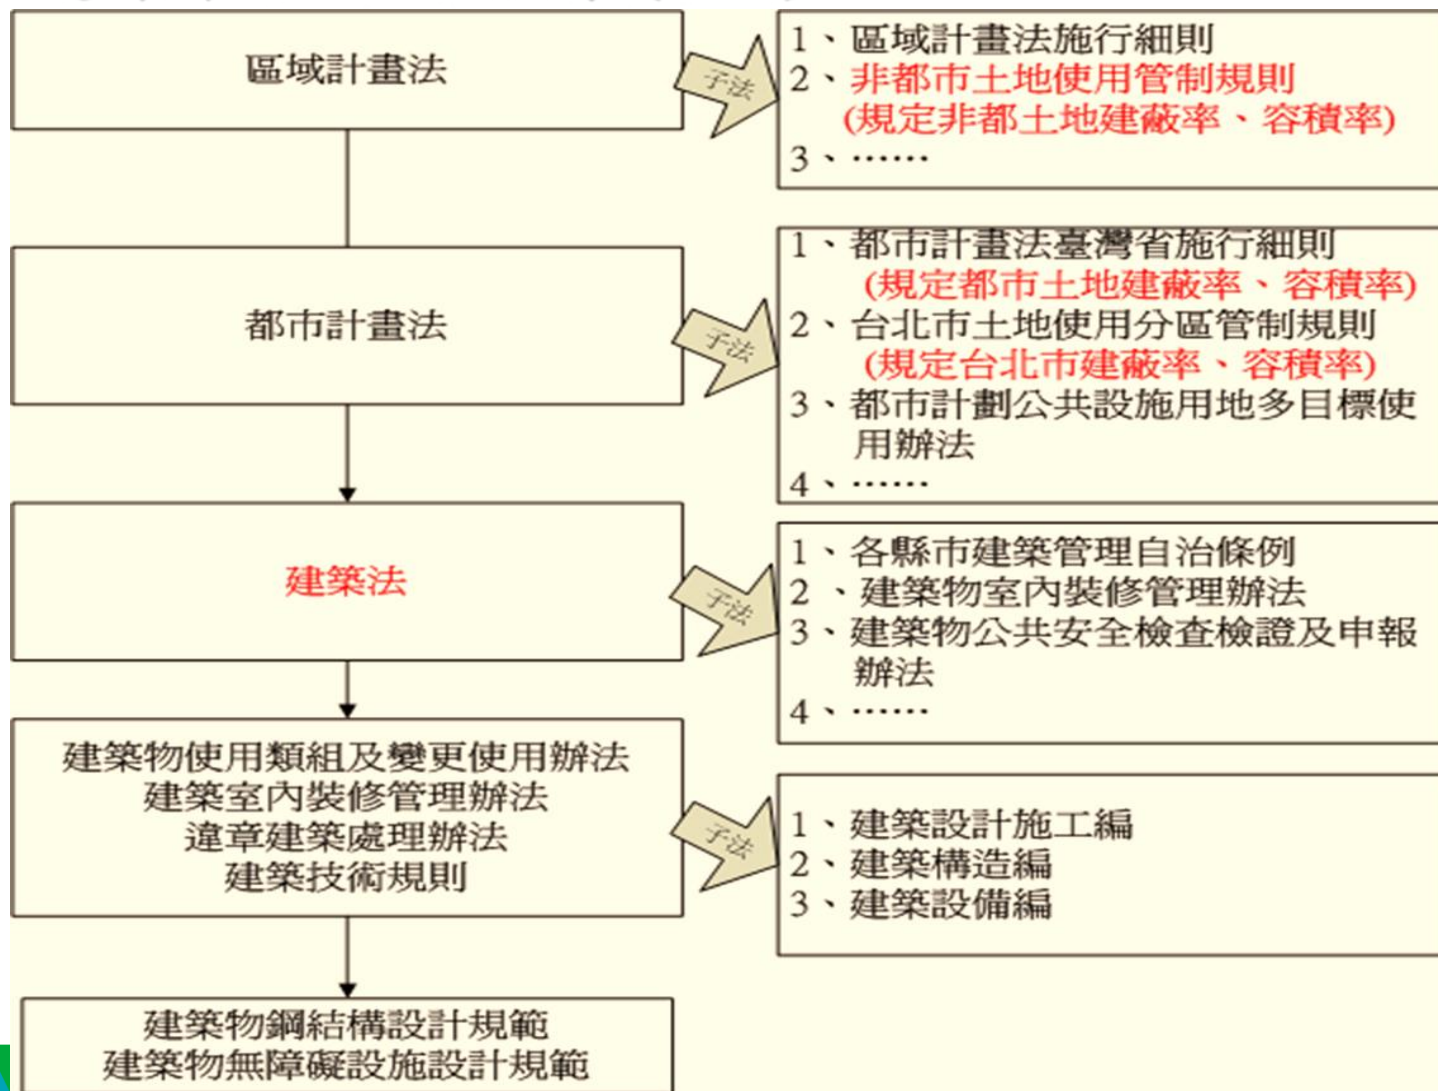 區域計畫法
子法
1、區域計畫法施行細則
2、非都市土地使用管制規則
(規定非都土地建蔽率、容積率)
3、……
都市計畫法
子法
1、都市計畫法臺灣省施行細則
(規定都市土地建蔽率、容積率)
2、台北市土地使用分區管制規則
(規定台北市建蔽率、容積率)
3、都市計劃公共設施用地多目標使
用辦法
4、……
建築法
子法
1、各縣市建築管理自治條例
2、建築物室內裝修管理辦法
3、建築物公共安全檢查檢證及申報
辦法
4、……
建築物使用類組及變更使用辦法
建築室內裝修管理辦法
違章建築處理辦法
建築技術規則
子法
1、建築設計施工編
2、建築構造編
3、建築設備編
建築物鋼結構設計規範
建築物無障礙設施設計規範